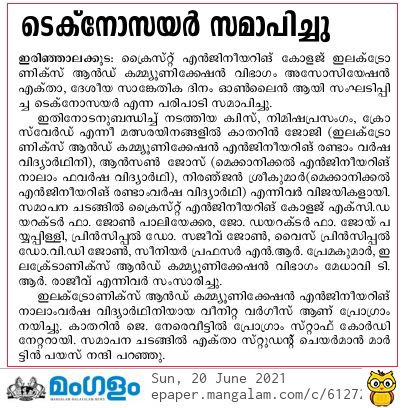 ടെക്നോസയർ സമാപിച്ചു
ഇരിഞ്ഞാലക്കുട: ക്രൈസ്റ്റ് എൻജിനീയറിങ് കോളജ് ഇലക്ട്രോ
ണിക്സ് ആൻഡ് കമ്മ്യൂണിക്കേഷൻ വിഭാഗം അസോസിയേഷൻ
എക്താ, ദേശീയ സാങ്കേതിക ദിനം ഓൺലൈൻ ആയി സംഘടിപ്പി
ച്ച ടെക്നോസയർ എന്ന പരിപാടി സമാപിച്ചു.
ഇതിനോടനുബന്ധിച്ച് നടത്തിയ ക്വിസ്, നിമിഷപ്രസംഗം, ക്രോ
സ്വേർഡ് എന്നീ മത്സരയിനങ്ങളിൽ കാതറിൻ ജോജി (ഇലക്ട്രോ
ണിക്സ് ആൻഡ് കമ്മ്യൂണിക്കേഷൻ എൻജിനീയറിങ് രണ്ടാം വർഷ
വിദ്യാർഥിനി), ആൻസൺ ജോസ് (മെക്കാനിക്കൽ എൻജിനീയറിങ്
നാലാം ഫവർഷ വിദ്യാർഥി), നിരഞ്ജൻ ശ്രീകുമാർ(മെക്കാനിക്കൽ
എൻജിനീയറിങ് രണ്ടാംവർഷ വിദ്യാർഥി) എന്നിവർ വിജയികളായി.
സമാപന ചടങ്ങിൽ ക്രൈസ്റ്റ് എൻജിനീയറിങ് കോളജ് എക്സി.ഡ
യറക്ടർ ഫാ. ജോൺ പാലിയേക്കര, ജോ. ഡയറക്ടർ ഫാ. ജോയ് പ
യ്യപ്പിള്ളി, പ്രിൻസിപ്പൽ ഡോ. സജീവ് ജോൺ, വൈസ് പ്രിൻസിപ്പൽ
ഡോ.വി.ഡി ജോൺ, സീനിയർ പ്രഫസർ എൻ.ആർ. പ്രേമകുമാർ, ഇ
ലക്രേ്ടാണിക്സ് ആൻഡ് കമ്മ്യൂണിക്കേഷൻ വിഭാഗം മേധാവി ടി.
ആർ. രാജീവ് എന്നിവർ സംസാരിച്ചു.
ഇലക്ട്രോണിക്സ് ആൻഡ് കമ്മ്യൂണിക്കേഷൻ എൻജിനീയറിങ്
നാലാംവർഷ വിദ്യാർഥിനിയായ വീനിറ്റ വർഗീസ് ആണ് പ്രോഗ്രാം
നയിച്ചു. കാതറിൻ ജെ. നേരെവീട്ടിൽ പ്രോഗ്രാം സ്റ്റാഫ് കോർഡി
നേറ്ററായി. സമാപന ചടങ്ങിൽ എക്താ സ്റ്റുഡന്റ് ചെയർമാൻ മാർ
ട്ടിൻ പയസ് നന്ദി പറഞ്ഞു.
മംഗളം Sun, 20 June 2021
epaper.mangalam.com/c/6127